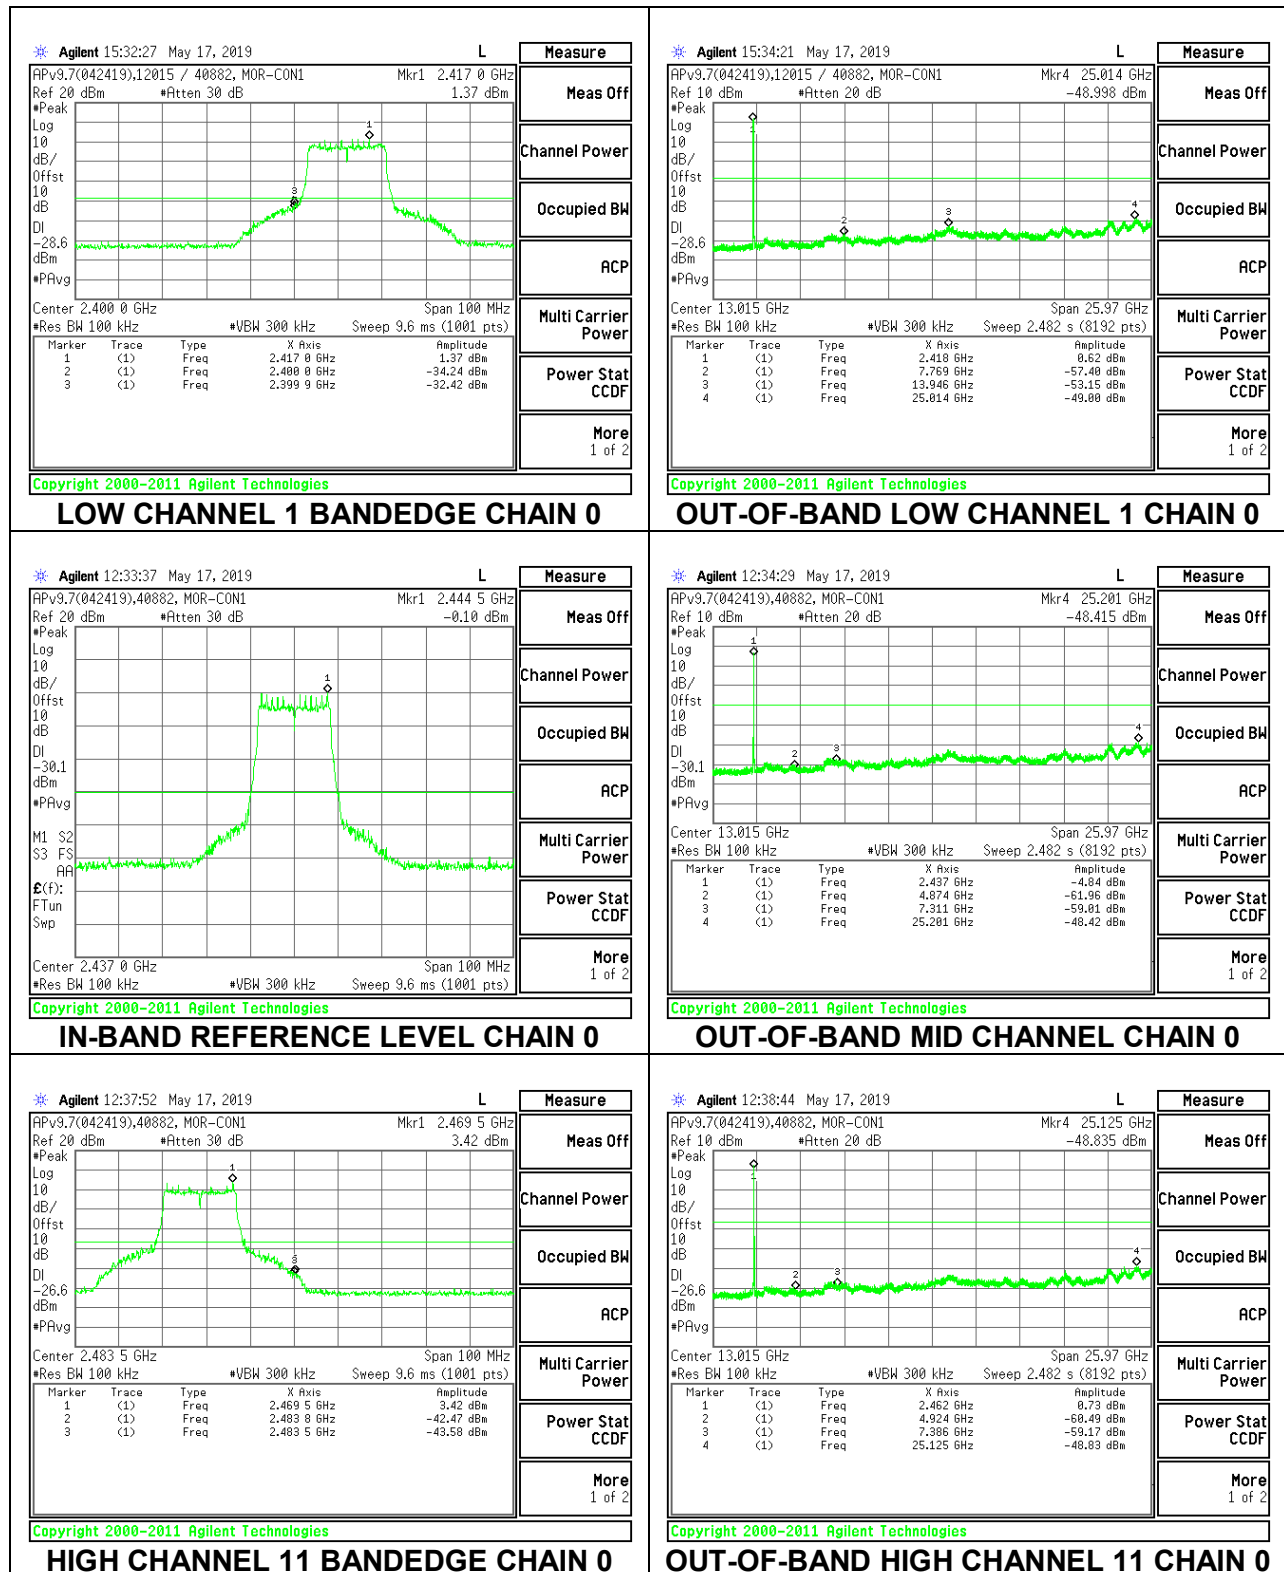 Agilent 15:32:27 May 17, 2019 L Measure
APv9.7(042419),12015 / 40882, MOR-CON1 Mkr1 2.417 0 GHz
Ref 20 dBm #Atten 30 dB 1.37 dBm
Meas Off
#Peak
Log
10
dB/
Offst
10
dB
DI
-28.6
dBm
#PAvg
1
3
Channel Power
Occupied BW
ACP
Center 2.400 0 GHz Span 100 MHz
#Res BW 100 kHz #VBW 300 kHz Sweep 9.6 ms (1001 pts)
Multi Carrier
Power
Marker Trace Type X Axis Amplitude
1 (1) Freq 2.417 0 GHz 1.37 dBm
2 (1) Freq 2.400 0 GHz -34.24 dBm
3 (1) Freq 2.399 9 GHz -32.42 dBm
Power Stat
CCDF
More
1 of 2
Copyright 2000-2011 Agilent Technologies
LOW CHANNEL 1 BANDEDGE CHAIN 0
Agilent 15:34:21 May 17, 2019 L Measure
APv9.7(042419),12015 / 40882, MOR-CON1 Mkr4 25.014 GHz
Ref 10 dBm #Atten 20 dB -48.998 dBm
Meas Off
#Peak
Log
10
dB/
Offst
10
dB
DI
-28.6
dBm
#PAvg
1
2
3
4
Channel Power
Occupied BW
ACP
Center 13.015 GHz Span 25.97 GHz
#Res BW 100 kHz #VBW 300 kHz Sweep 2.482 s (8192 pts)
Multi Carrier
Power
Marker Trace Type X Axis Amplitude
1 (1) Freq 2.418 GHz 0.62 dBm
2 (1) Freq 7.769 GHz -57.40 dBm
3 (1) Freq 13.946 GHz -53.15 dBm
4 (1) Freq 25.014 GHz -49.00 dBm
Power Stat
CCDF
More
1 of 2
Copyright 2000-2011 Agilent Technologies
OUT-OF-BAND LOW CHANNEL 1 CHAIN 0
Agilent 12:33:37 May 17, 2019 L Measure
APv9.7(042419),40882, MOR-CON1 Mkr1 2.444 5 GHz
Ref 20 dBm #Atten 30 dB -0.10 dBm
Meas Off
#Peak
Log
10
dB/
Offst
10
dB
DI
-30.1
dBm
#PAvg
1
M1 S2
S3 FS
AA
£(f):
FTun
Swp
Channel Power
Occupied BW
ACP
Multi Carrier
Power
Power Stat
CCDF
Center 2.437 0 GHz Span 100 MHz
#Res BW 100 kHz #VBW 300 kHz Sweep 9.6 ms (1001 pts)
More
1 of 2
Copyright 2000-2011 Agilent Technologies
IN-BAND REFERENCE LEVEL CHAIN 0
Agilent 12:34:29 May 17, 2019 L Measure
APv9.7(042419),40882, MOR-CON1 Mkr4 25.201 GHz
Ref 10 dBm #Atten 20 dB -48.415 dBm
Meas Off
#Peak
Log
10
dB/
Offst
10
dB
DI
-30.1
dBm
#PAvg
1
2
3
4
Channel Power
Occupied BW
ACP
Center 13.015 GHz Span 25.97 GHz
#Res BW 100 kHz #VBW 300 kHz Sweep 2.482 s (8192 pts)
Multi Carrier
Power
Marker Trace Type X Axis Amplitude
1 (1) Freq 2.437 GHz -4.84 dBm
2 (1) Freq 4.874 GHz -61.96 dBm
3 (1) Freq 7.311 GHz -59.01 dBm
4 (1) Freq 25.201 GHz -48.42 dBm
Power Stat
CCDF
More
1 of 2
Copyright 2000-2011 Agilent Technologies
OUT-OF-BAND MID CHANNEL CHAIN 0
Agilent 12:37:52 May 17, 2019 L Measure
APv9.7(042419),40882, MOR-CON1 Mkr1 2.469 5 GHz
Ref 20 dBm #Atten 30 dB 3.42 dBm
Meas Off
#Peak
Log
10
dB/
Offst
10
dB
DI
-26.6
dBm
#PAvg
1
Channel Power
Occupied BW
ACP
Center 2.483 5 GHz Span 100 MHz
#Res BW 100 kHz #VBW 300 kHz Sweep 9.6 ms (1001 pts)
Multi Carrier
Power
Marker Trace Type X Axis Amplitude
1 (1) Freq 2.469 5 GHz 3.42 dBm
2 (1) Freq 2.483 8 GHz -42.47 dBm
3 (1) Freq 2.483 5 GHz -43.58 dBm
Power Stat
CCDF
More
1 of 2
Copyright 2000-2011 Agilent Technologies
HIGH CHANNEL 11 BANDEDGE CHAIN 0
Agilent 12:38:44 May 17, 2019 L Measure
APv9.7(042419),40882, MOR-CON1 Mkr4 25.125 GHz
Ref 10 dBm #Atten 20 dB -48.835 dBm
Meas Off
#Peak
Log
10
dB/
Offst
10
dB
DI
-26.6
dBm
#PAvg
1
2
3
4
Channel Power
Occupied BW
ACP
Center 13.015 GHz Span 25.97 GHz
#Res BW 100 kHz #VBW 300 kHz Sweep 2.482 s (8192 pts)
Multi Carrier
Power
Marker Trace Type X Axis Amplitude
1 (1) Freq 2.462 GHz 0.73 dBm
2 (1) Freq 4.924 GHz -60.49 dBm
3 (1) Freq 7.386 GHz -59.17 dBm
4 (1) Freq 25.125 GHz -48.83 dBm
Power Stat
CCDF
More
1 of 2
Copyright 2000-2011 Agilent Technologies
OUT-OF-BAND HIGH CHANNEL 11 CHAIN 0